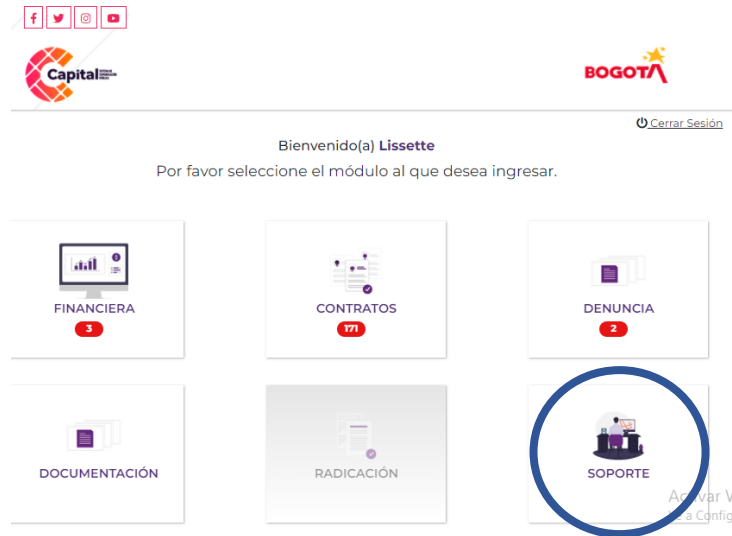 Capital
BOGOTÁ
Cerrar Sesión
Bienvenido(a) Lissette
Por favor seleccione el módulo al que desea ingresar.
FINANCIERA
3
CONTRATOS
171
DENUNCIA
2
DOCUMENTACIÓN
RADICACIÓN
SOPORTE